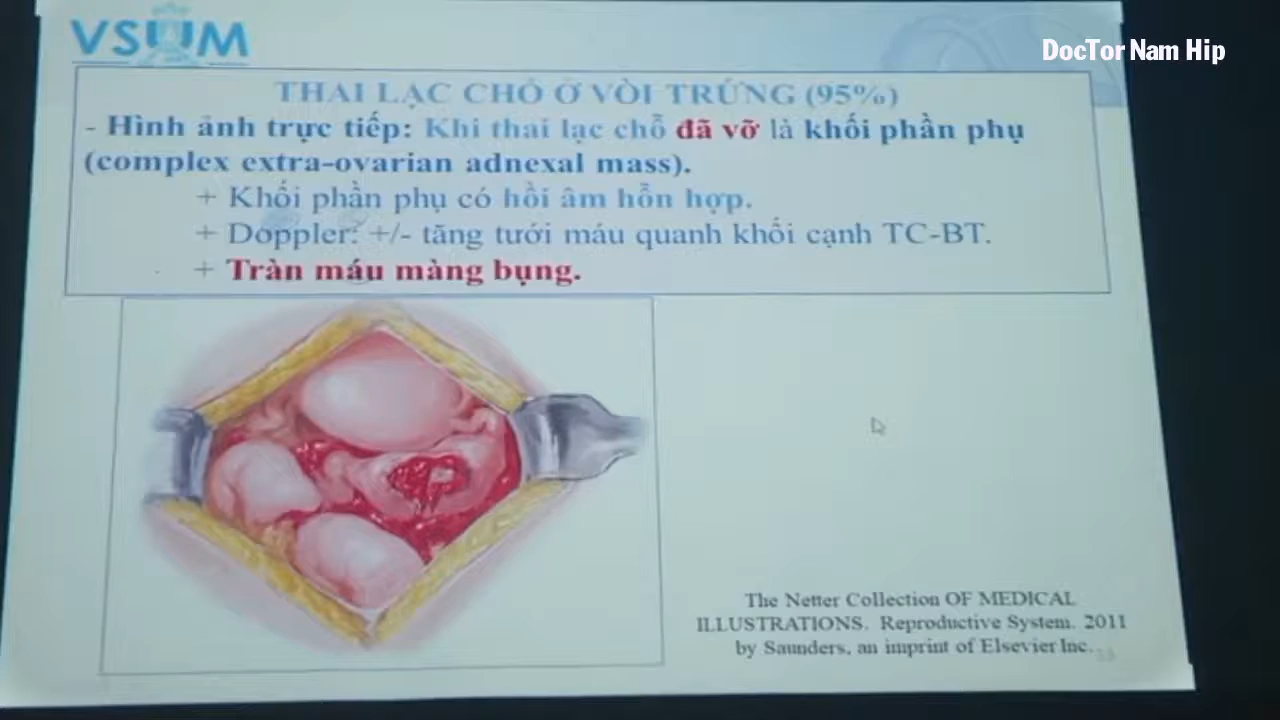 VSUM
DocTor Nam Hip
THAI LẠC CHỖ Ở VÒI TRỨNG (95%)
- Hình ảnh trực tiếp: Khi thai lạc chỗ đã vỡ là khối phần phụ
(complex extra-ovarian adnexal mass).
+ Khối phần phụ có hồi âm hỗn hợp.
+ Doppler: +/- tăng tưới máu quanh khối cạnh TC-BT.
+ Tràn máu màng bụng.
The Netter Collection OF MEDICAL
ILLUSTRATIONS. Reproductive System. 2011
by Saunders, an imprint of Elsevier Inc.